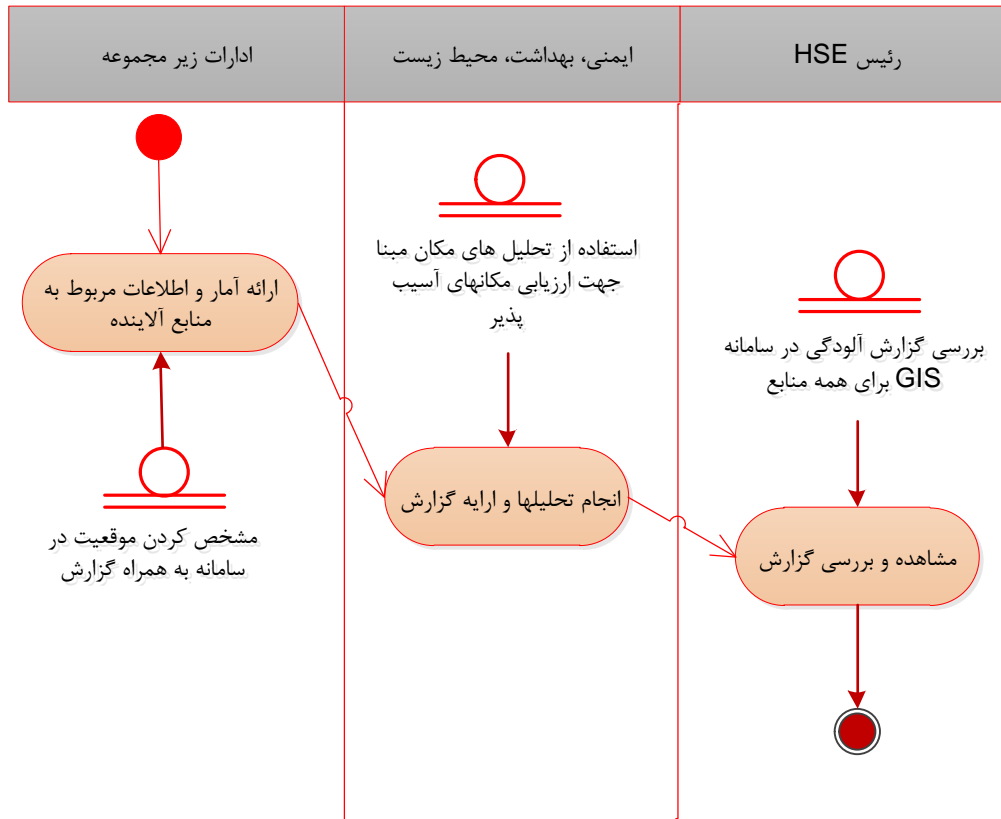 رئیس HSE
ایمنی، بهداشت، محیط زیست
ادارات زیر مجموعه
ارائه آمار و اطلاعات مربوط به
منابع آلاینده
مشخص کردن موقعیت در
سامانه به همراه گزارش
استفاده از تحلیل های مکان مبنا
جهت ارزیابی مکانهای آسیب
پذیر
انجام تحلیلها و ارایه گزارش
بررسی گزارش آلودگی در سامانه
GIS برای همه منابع
مشاهده و بررسی گزارش